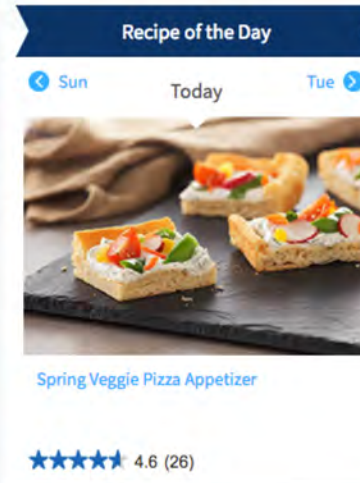 Recipe of the Day
Sun
Today
Tue
Spring Veggie Pizza Appetizer
4.6 (26)